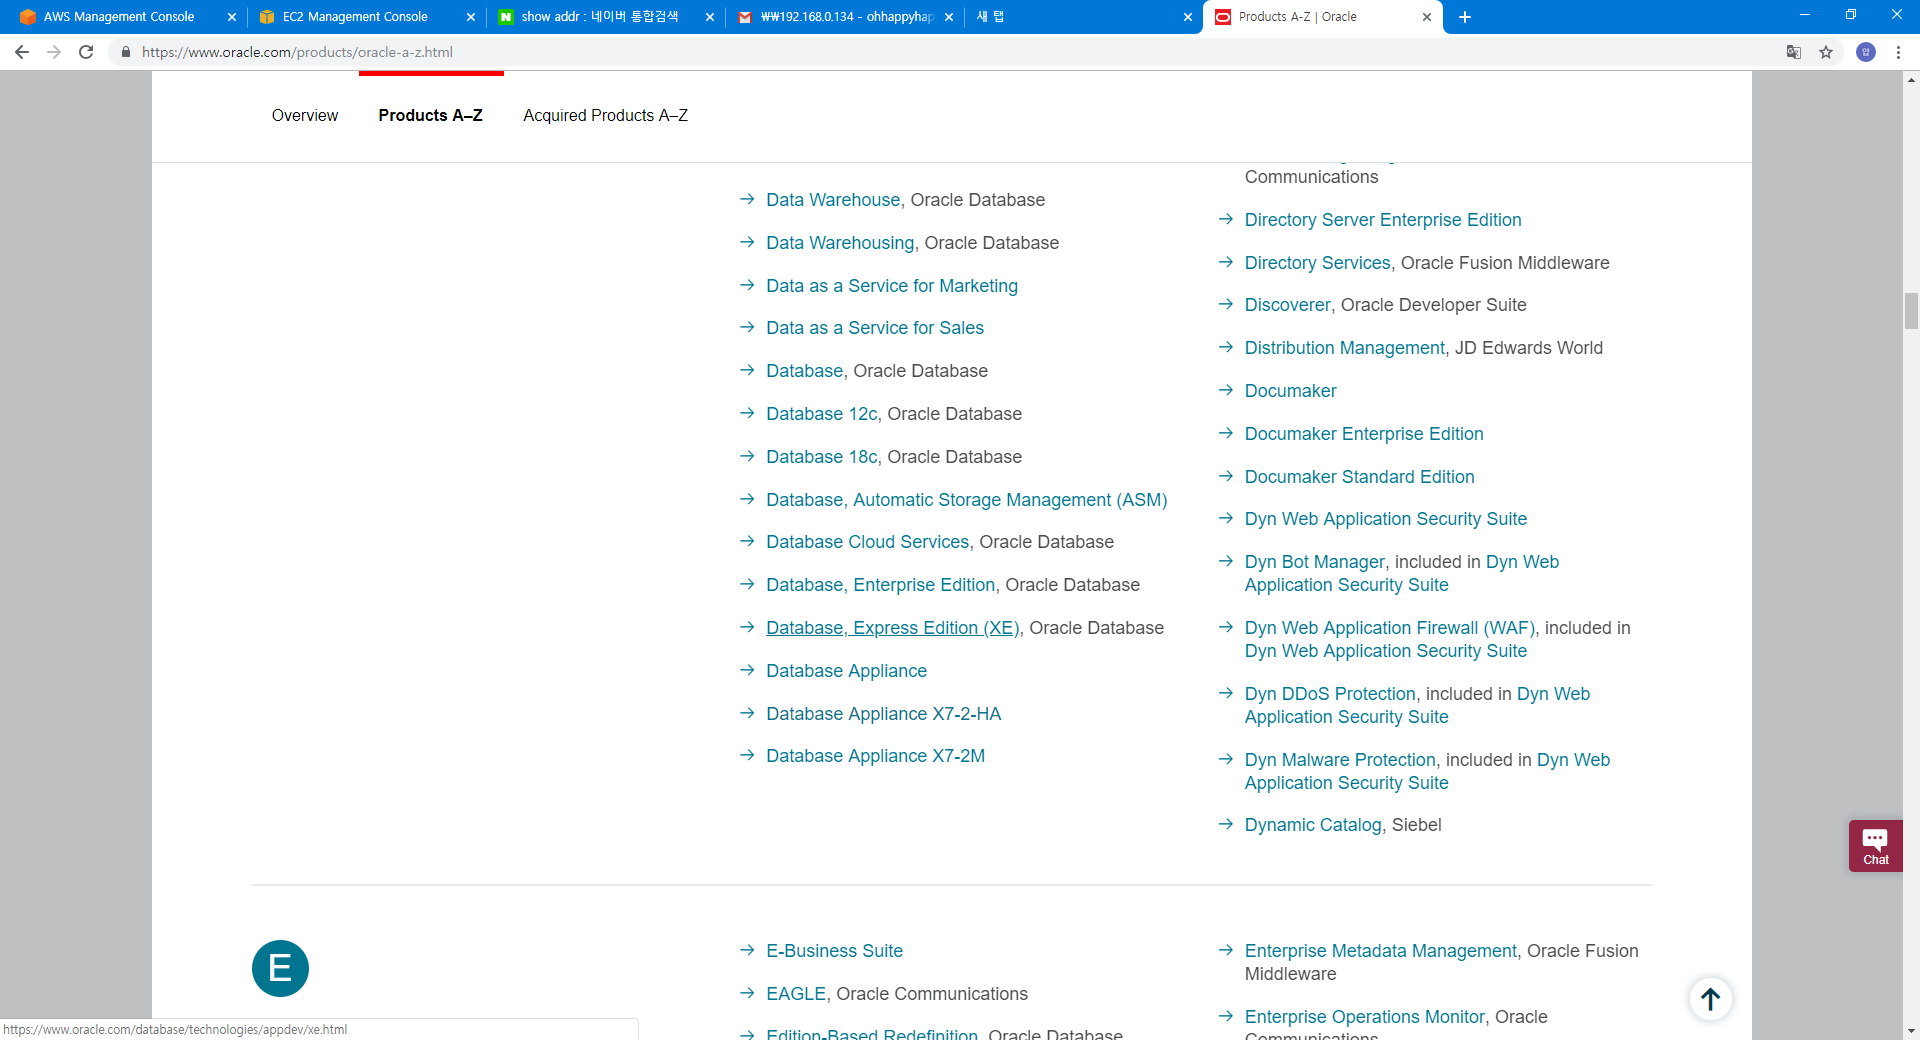 AWS Management Console
EC2 Management Console
show addr : 네이버 통합검색
₩₩192.168.0.134 - ohhappyhap
새 탭
Products A-Z | Oracle
https://www.oracle.com/products/oracle-a-z.html
Overview
Products A–Z
Acquired Products A–Z
Data Warehouse, Oracle Database
Data Warehousing, Oracle Database
Data as a Service for Marketing
Data as a Service for Sales
Database, Oracle Database
Database 12c, Oracle Database
Database 18c, Oracle Database
Database, Automatic Storage Management (ASM)
Database Cloud Services, Oracle Database
Database, Enterprise Edition, Oracle Database
Database, Express Edition (XE), Oracle Database
Database Appliance
Database Appliance X7-2-HA
Database Appliance X7-2M
Communications
Directory Server Enterprise Edition
Directory Services, Oracle Fusion Middleware
Discoverer, Oracle Developer Suite
Distribution Management, JD Edwards World
Documaker
Documaker Enterprise Edition
Documaker Standard Edition
Dyn Web Application Security Suite
Dyn Bot Manager, included in Dyn Web
Application Security Suite
Dyn Web Application Firewall (WAF), included in
Dyn Web Application Security Suite
Dyn DDoS Protection, included in Dyn Web
Application Security Suite
Dyn Malware Protection, included in Dyn Web
Application Security Suite
Dynamic Catalog, Siebel
Chat
E
E-Business Suite
EAGLE, Oracle Communications
Edition-Based Redefinition, Oracle Database
Enterprise Metadata Management, Oracle Fusion
Middleware
Enterprise Operations Monitor, Oracle
Communications
https://www.oracle.com/database/technologies/appdev/xe.html